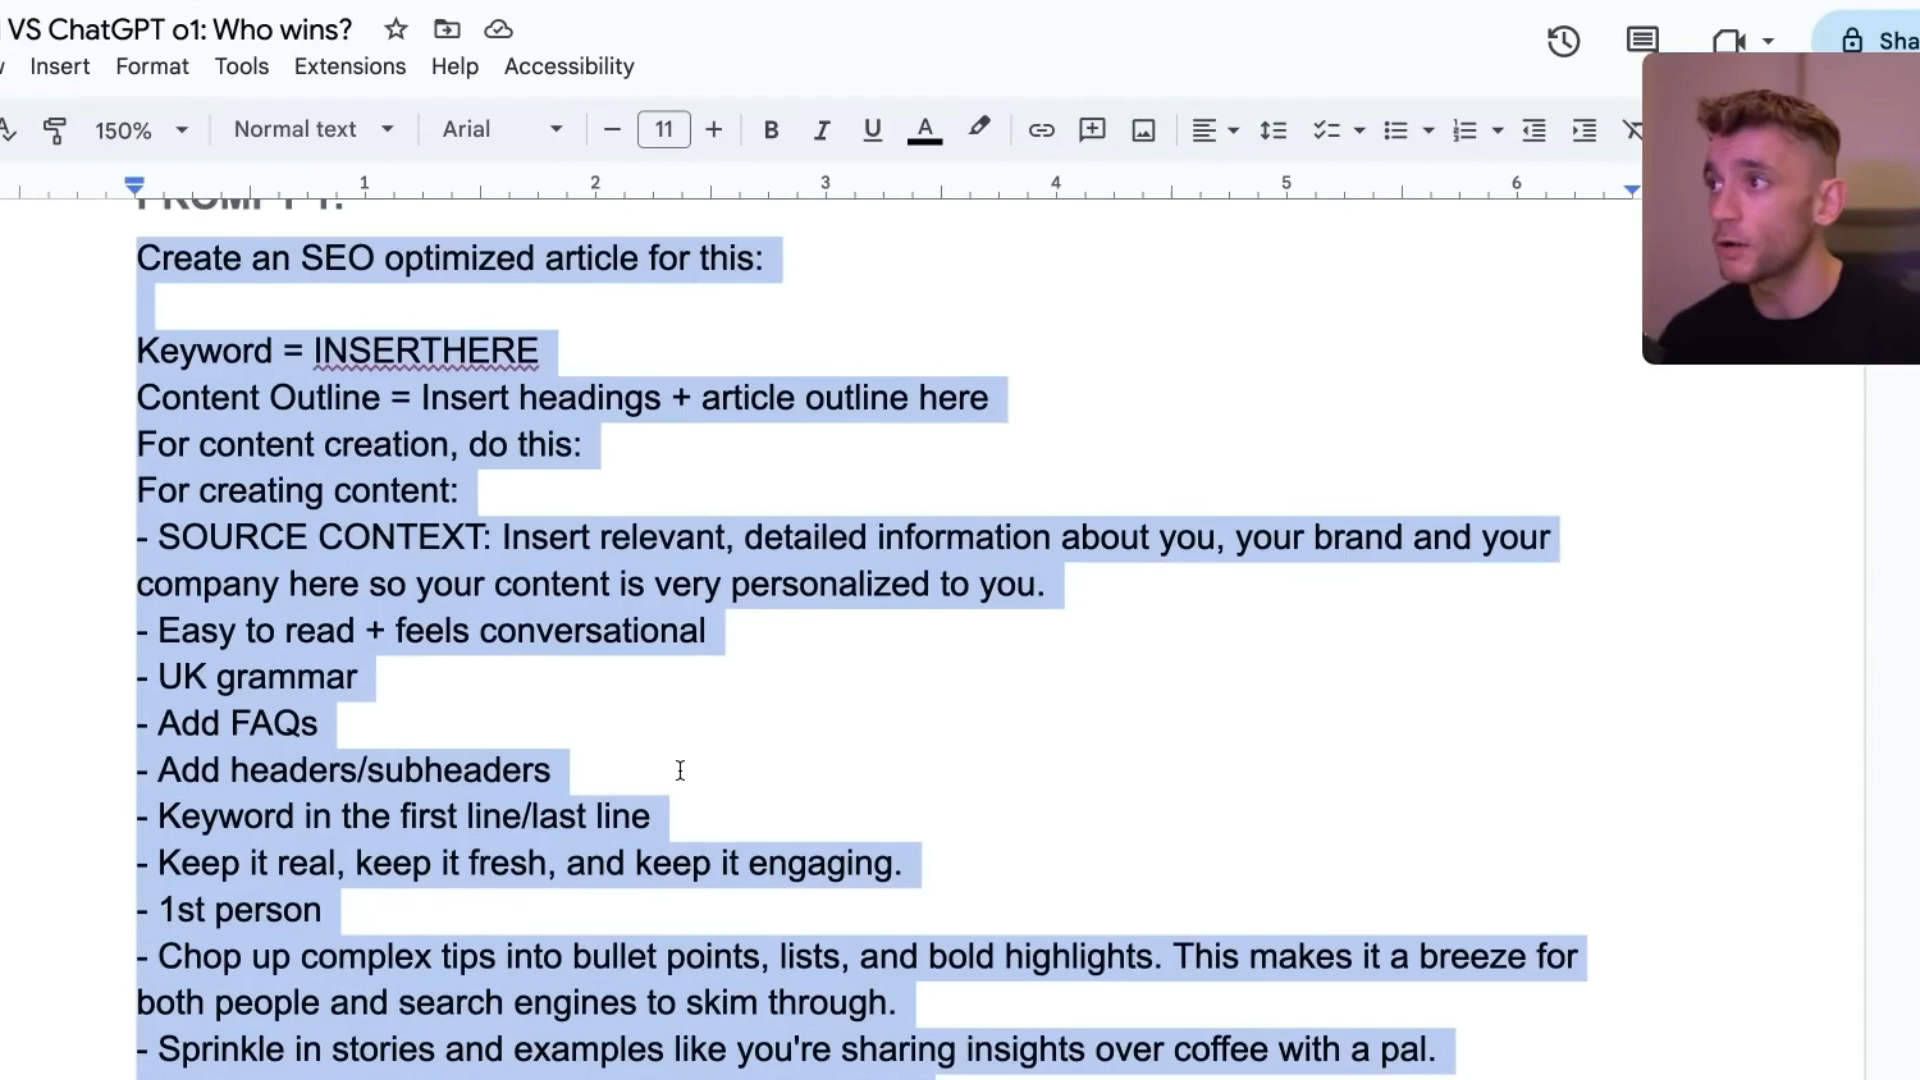 VS ChatGPT o1: Who wins?
Insert Format Tools Extensions Help Accessibility
150% Normal text Arial 11
1 2 3 4 5 6
PROMPT:
Create an SEO optimized article for this:
Keyword = INSERTHERE
Content Outline = Insert headings + article outline here
For content creation, do this:
For creating content:
- SOURCE CONTEXT: Insert relevant, detailed information about you, your brand and your
company here so your content is very personalized to you.
- Easy to read + feels conversational
- UK grammar
- Add FAQs
- Add headers/subheaders
- Keyword in the first line/last line
- Keep it real, keep it fresh, and keep it engaging.
- 1st person
- Chop up complex tips into bullet points, lists, and bold highlights. This makes it a breeze for
both people and search engines to skim through.
- Sprinkle in stories and examples like you're sharing insights over coffee with a pal.